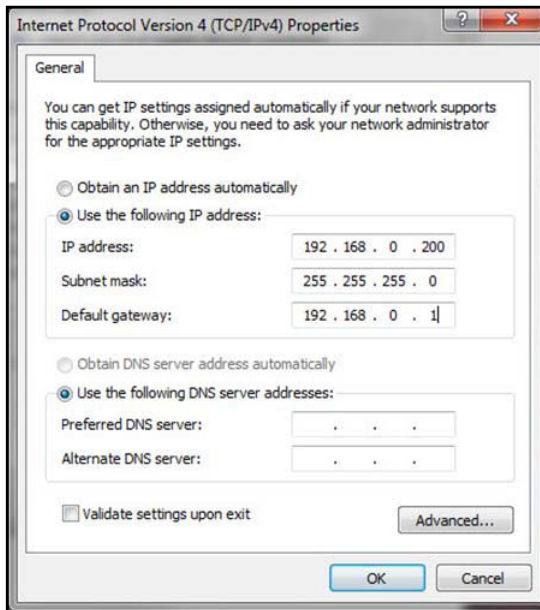 Internet Protocol Version 4 (TCP/IPv4) Properties
General
You can get IP settings assigned automatically if your network supports
this capability. Otherwise, you need to ask your network administrator
for the appropriate IP settings.
Obtain an IP address automatically
Use the following IP address:
IP address: 192 . 168 . 0 . 200
Subnet mask: 255 . 255 . 255 . 0
Default gateway: 192 . 168 . 0 . 1
Obtain DNS server address automatically
Use the following DNS server addresses:
Preferred DNS server: . . .
Alternate DNS server: . . .
Validate settings upon exit
Advanced...
OK Cancel